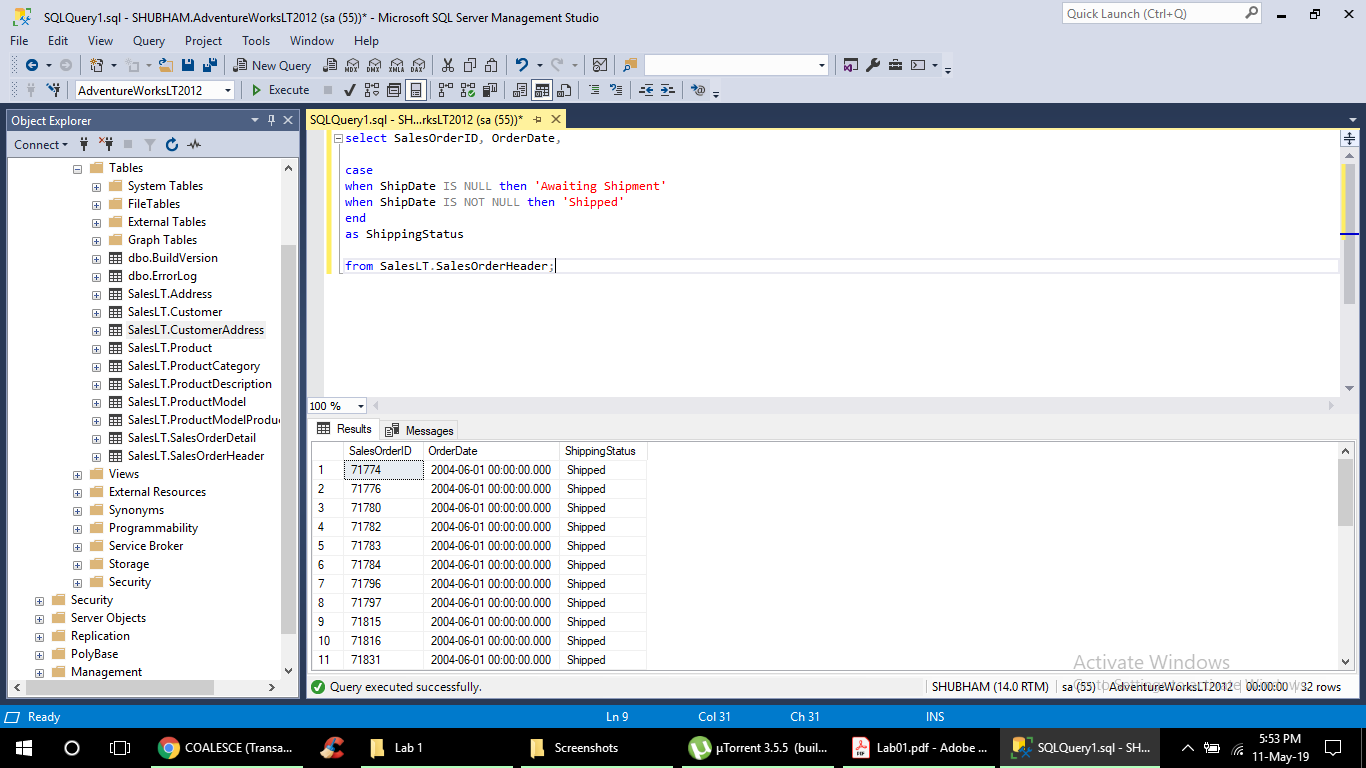 SQLQuery1.sql - SHUBHAM.AdventureWorksLT2012 (sa (55))* - Microsoft SQL Server Management Studio
Quick Launch (Ctrl+Q)
File Edit View Query Project Tools Window Help
New Query MDX DMX XMLA DAX
AdventureWorksLT2012 Execute
Object Explorer
Connect
Tables
System Tables
FileTables
External Tables
Graph Tables
dbo.BuildVersion
dbo.ErrorLog
SalesLT.Address
SalesLT.Customer
SalesLT.CustomerAddress
SalesLT.Product
SalesLT.ProductCategory
SalesLT.ProductDescription
SalesLT.ProductModel
SalesLT.ProductModelProdu
SalesLT.SalesOrderDetail
SalesLT.SalesOrderHeader
Views
External Resources
Synonyms
Programmability
Service Broker
Storage
Security
Security
Server Objects
Replication
PolyBase
Management
SQLQuery1.sql - SH...rksLT2012 (sa (55))*
select SalesOrderID, OrderDate,
case
when ShipDate IS NULL then 'Awaiting Shipment'
when ShipDate IS NOT NULL then 'Shipped'
end
as ShippingStatus
from SalesLT.SalesOrderHeader;
100 %
Results Messages
SalesOrderID OrderDate ShippingStatus
1 71774 2004-06-01 00:00:00.000 Shipped
2 71776 2004-06-01 00:00:00.000 Shipped
3 71780 2004-06-01 00:00:00.000 Shipped
4 71782 2004-06-01 00:00:00.000 Shipped
5 71783 2004-06-01 00:00:00.000 Shipped
6 71784 2004-06-01 00:00:00.000 Shipped
7 71796 2004-06-01 00:00:00.000 Shipped
8 71797 2004-06-01 00:00:00.000 Shipped
9 71815 2004-06-01 00:00:00.000 Shipped
10 71816 2004-06-01 00:00:00.000 Shipped
11 71831 2004-06-01 00:00:00.000 Shipped
Activate Windows
Go to Settings to activate Windows.
Query executed successfully. SHUBHAM (14.0 RTM) sa (55) AdventureWorksLT2012 00:00:00 32 rows
Ready Ln 9 Col 31 Ch 31 INS
COALESCE (Transa... Lab 1 Screenshots µTorrent 3.5.5 (buil... Lab01.pdf - Adobe ... SQLQuery1.sql - SH...
5:53 PM
11-May-19